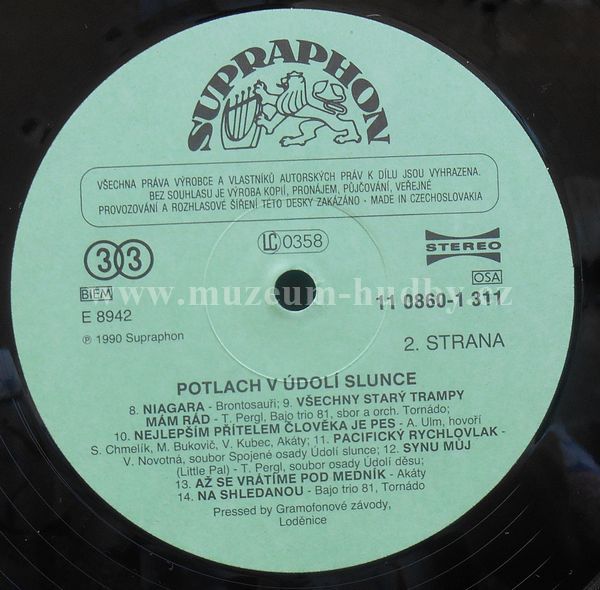 SUPRAPHON
VŠECHNA PRÁVA VÝROBCE A VLASTNÍKŮ AUTORSKÝCH PRÁV K DÍLU JSOU VYHRAZENA.
BEZ SOUHLASU JE VÝROBA KOPIÍ, PRONÁJEM, PŮJČOVÁNÍ, VEŘEJNÉ
PROVOZOVÁNÍ A ROZHLASOVÉ ŠÍŘENÍ TÉTO DESKY ZAKÁZÁNO · MADE IN CZECHOSLOVAKIA
33
LC 0358
STEREO
BIEM
OSA
www.muzeum-hudby.cz
E 8942
11 0860-1 311
℗ 1990 Supraphon
2. STRANA
POTLACH V ÚDOLÍ SLUNCE
8. NIAGARA - Brontosauři; 9. VŠECHNY STARÝ TRAMPY
MÁM RÁD - T. Pergl, Bajo trio 81, sbor a orch. Tornádo;
10. NEJLEPŠÍM PŘÍTELEM ČLOVĚKA JE PES - A. Ulm, hovoří
S. Chmelík, M. Bukovič, V. Kubec, Akáty; 11. PACIFICKÝ RYCHLOVLAK -
V. Novotná, soubor Spojené osady Údolí slunce; 12. SYNU MŮJ
(Little Pal) - T. Pergl, soubor osady Údolí děsu;
13. AŽ SE VRÁTÍME POD MEDNÍK - Akáty
14. NA SHLEDANOU - Bajo trio 81, Tornádo
Pressed by Gramofonové závody,
Loděnice